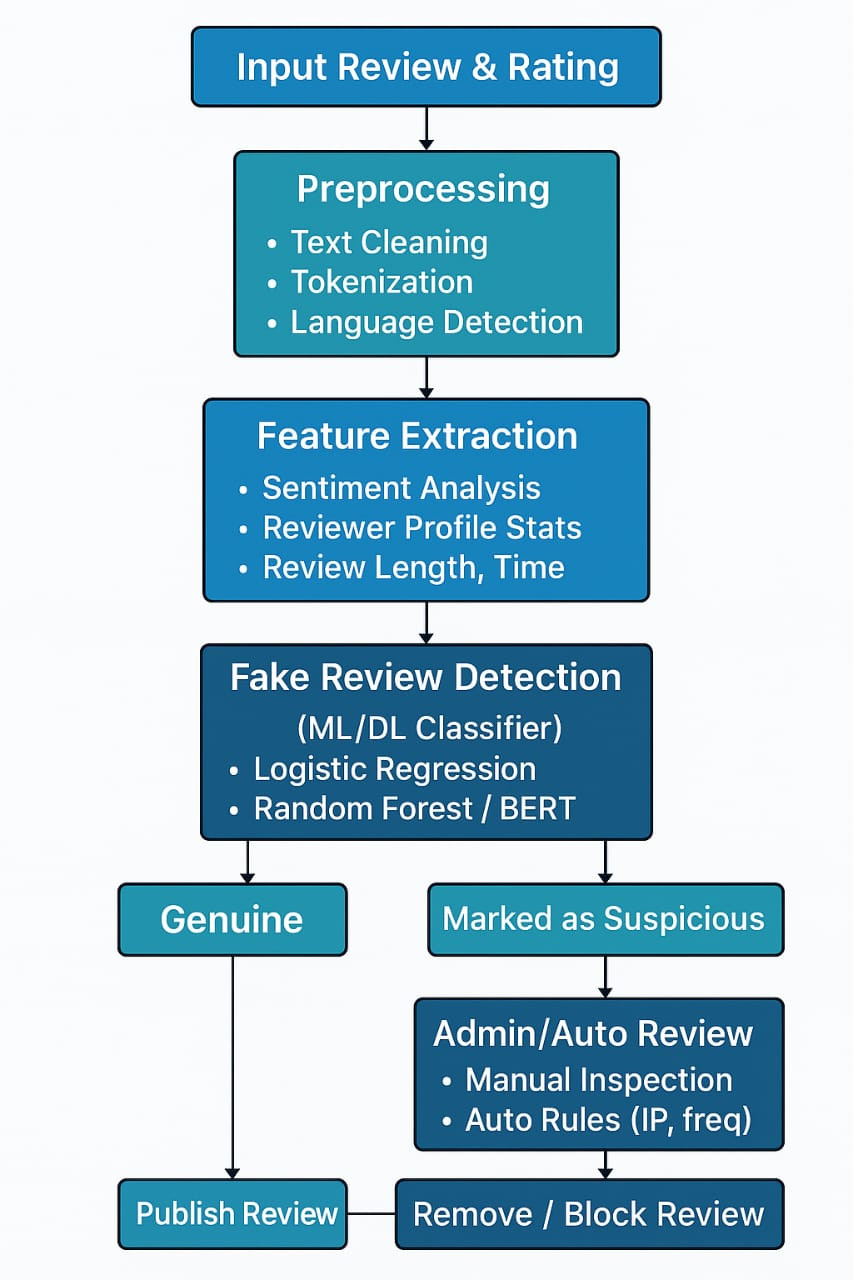 Input Review & Rating
Preprocessing
• Text Cleaning
• Tokenization
• Language Detection
Feature Extraction
• Sentiment Analysis
• Reviewer Profile Stats
• Review Length, Time
Fake Review Detection
(ML/DL Classifier)
• Logistic Regression
• Random Forest / BERT
Genuine
Marked as Suspicious
Admin/Auto Review
• Manual Inspection
• Auto Rules (IP, freq)
Publish Review
Remove / Block Review